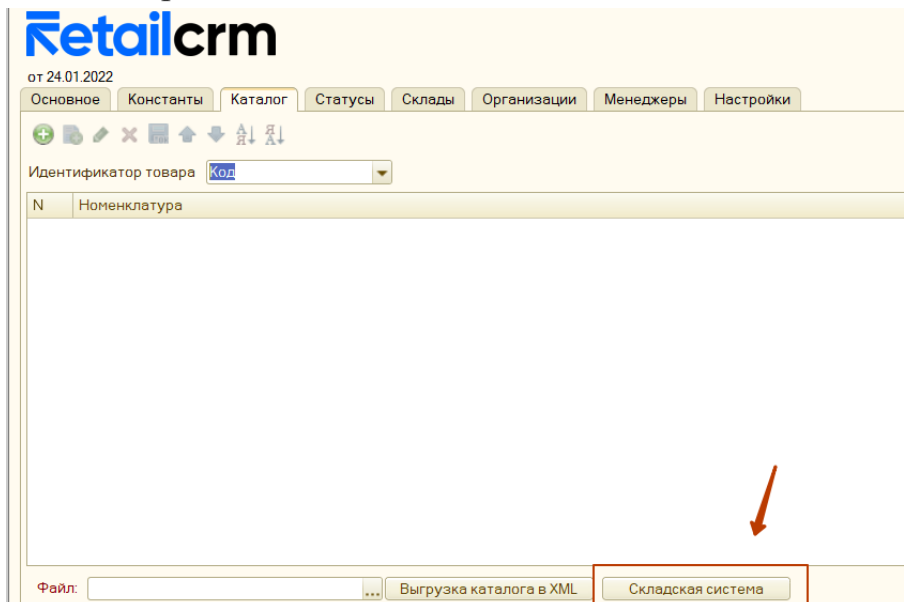 Retailcrm
от 24.01.2022
Основное Константы Каталог Статусы Склады Организации Менеджеры Настройки
Идентификатор товара Код
N Номенклатура
Файл: ... Выгрузка каталога в XML Складская система